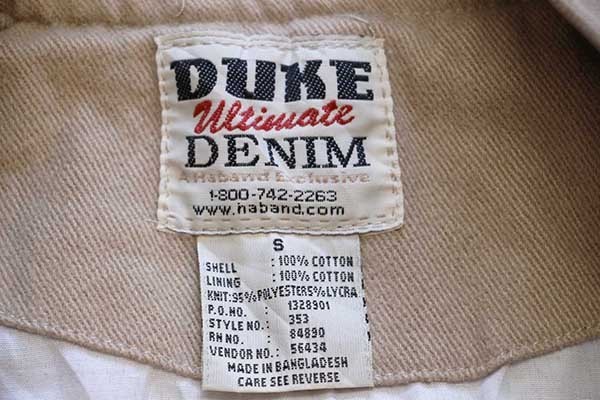 DUKE
Ultimate
DENIM
A Haband Exclusive
1-800-742-2263
www.haband.com
S
SHELL : 100% COTTON
LINING : 100% COTTON
KNIT: 95% POLYESTER5% LYCRA
P.O.NO. : 1328901
STYLE NO.: 353
RH NO. : 84890
VENDOR NO.: 56434
MADE IN BANGLADESH
CARE SEE REVERSE